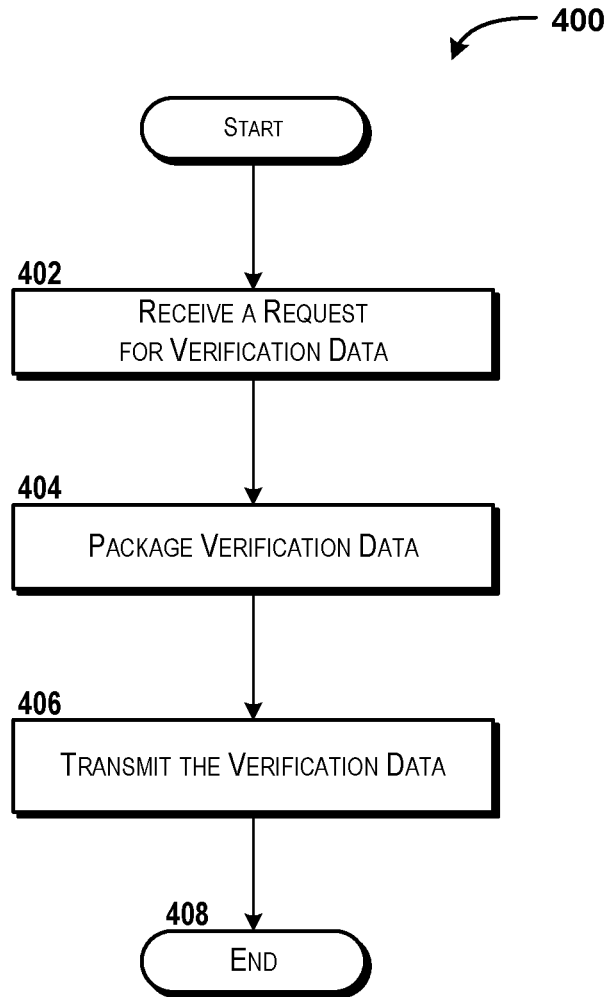 400
START
402
RECEIVE A REQUEST
FOR VERIFICATION DATA
404
PACKAGE VERIFICATION DATA
406
TRANSMIT THE VERIFICATION DATA
408
END